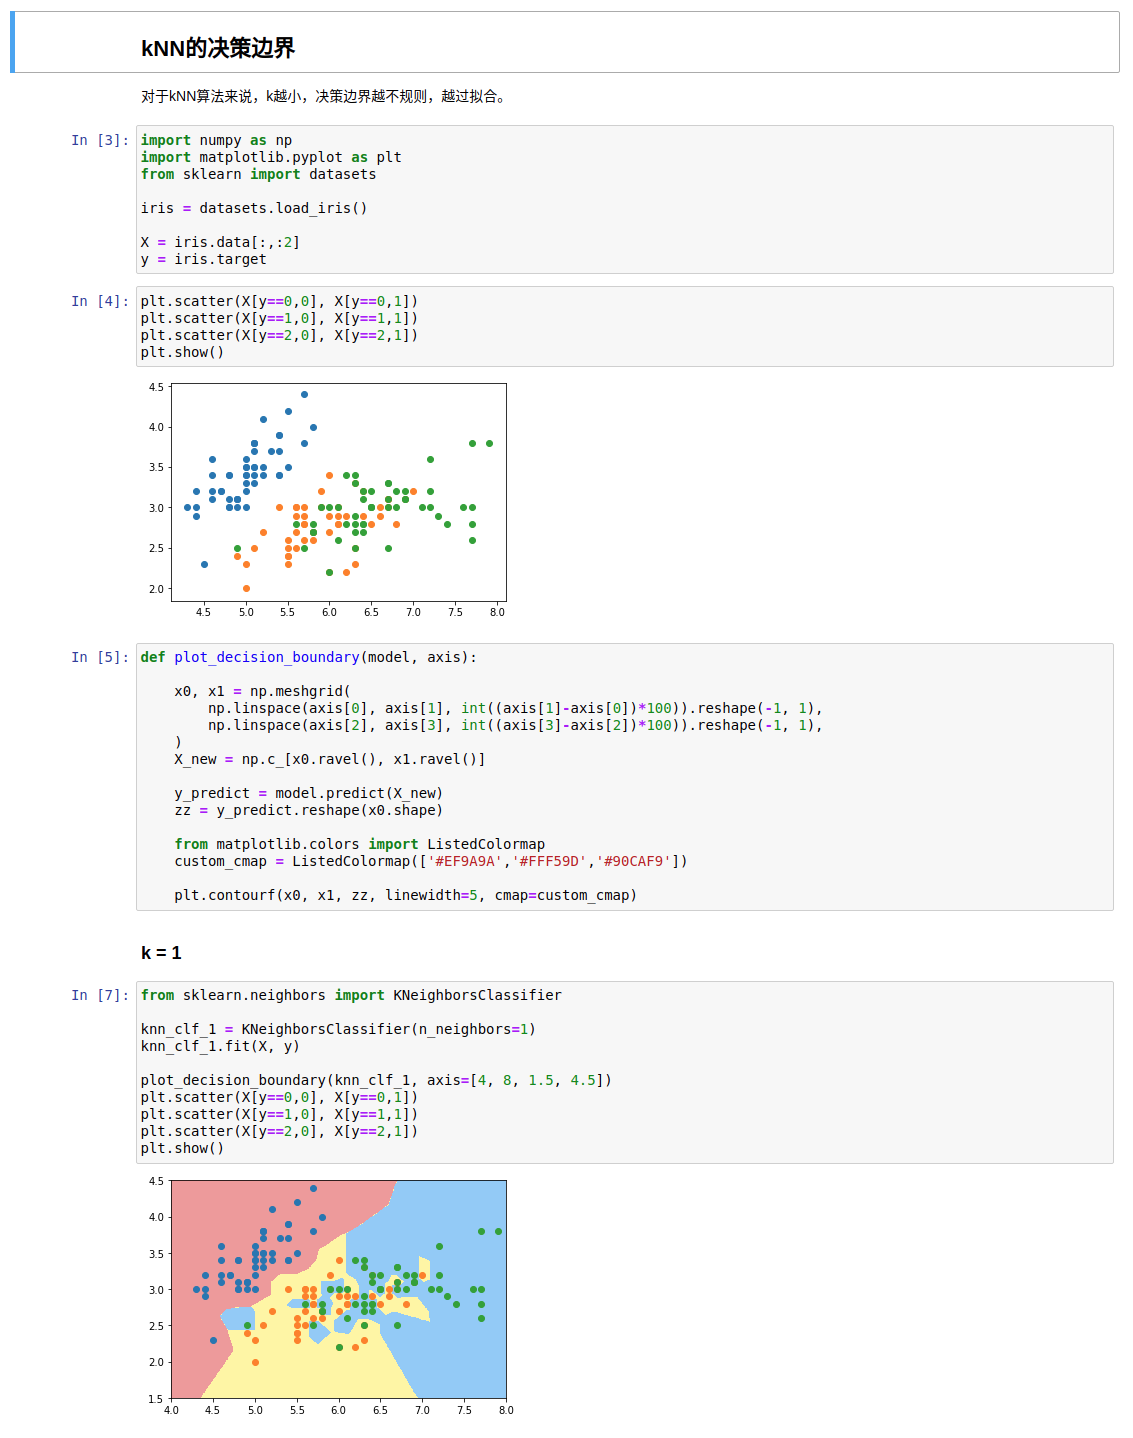 kNN的决策边界
对于kNN算法来说，k越小，决策边界越不规则，越过拟合。
In [3]:
import numpy as np
import matplotlib.pyplot as plt
from sklearn import datasets
iris = datasets.load_iris()
X = iris.data[:,:2]
y = iris.target
In [4]:
plt.scatter(X[y==0,0], X[y==0,1])
plt.scatter(X[y==1,0], X[y==1,1])
plt.scatter(X[y==2,0], X[y==2,1])
plt.show()
4.5
4.0
3.5
3.0
2.5
2.0
4.5 5.0 5.5 6.0 6.5 7.0 7.5 8.0
In [5]:
def plot_decision_boundary(model, axis):
    x0, x1 = np.meshgrid(
        np.linspace(axis[0], axis[1], int((axis[1]-axis[0])*100)).reshape(-1, 1),
        np.linspace(axis[2], axis[3], int((axis[3]-axis[2])*100)).reshape(-1, 1),
    )
    X_new = np.c_[x0.ravel(), x1.ravel()]
    y_predict = model.predict(X_new)
    zz = y_predict.reshape(x0.shape)
    from matplotlib.colors import ListedColormap
    custom_cmap = ListedColormap(['#EF9A9A','#FFF59D','#90CAF9'])
    plt.contourf(x0, x1, zz, linewidth=5, cmap=custom_cmap)
k = 1
In [7]:
from sklearn.neighbors import KNeighborsClassifier
knn_clf_1 = KNeighborsClassifier(n_neighbors=1)
knn_clf_1.fit(X, y)
plot_decision_boundary(knn_clf_1, axis=[4, 8, 1.5, 4.5])
plt.scatter(X[y==0,0], X[y==0,1])
plt.scatter(X[y==1,0], X[y==1,1])
plt.scatter(X[y==2,0], X[y==2,1])
plt.show()
4.5
4.0
3.5
3.0
2.5
2.0
1.5
4.0 4.5 5.0 5.5 6.0 6.5 7.0 7.5 8.0